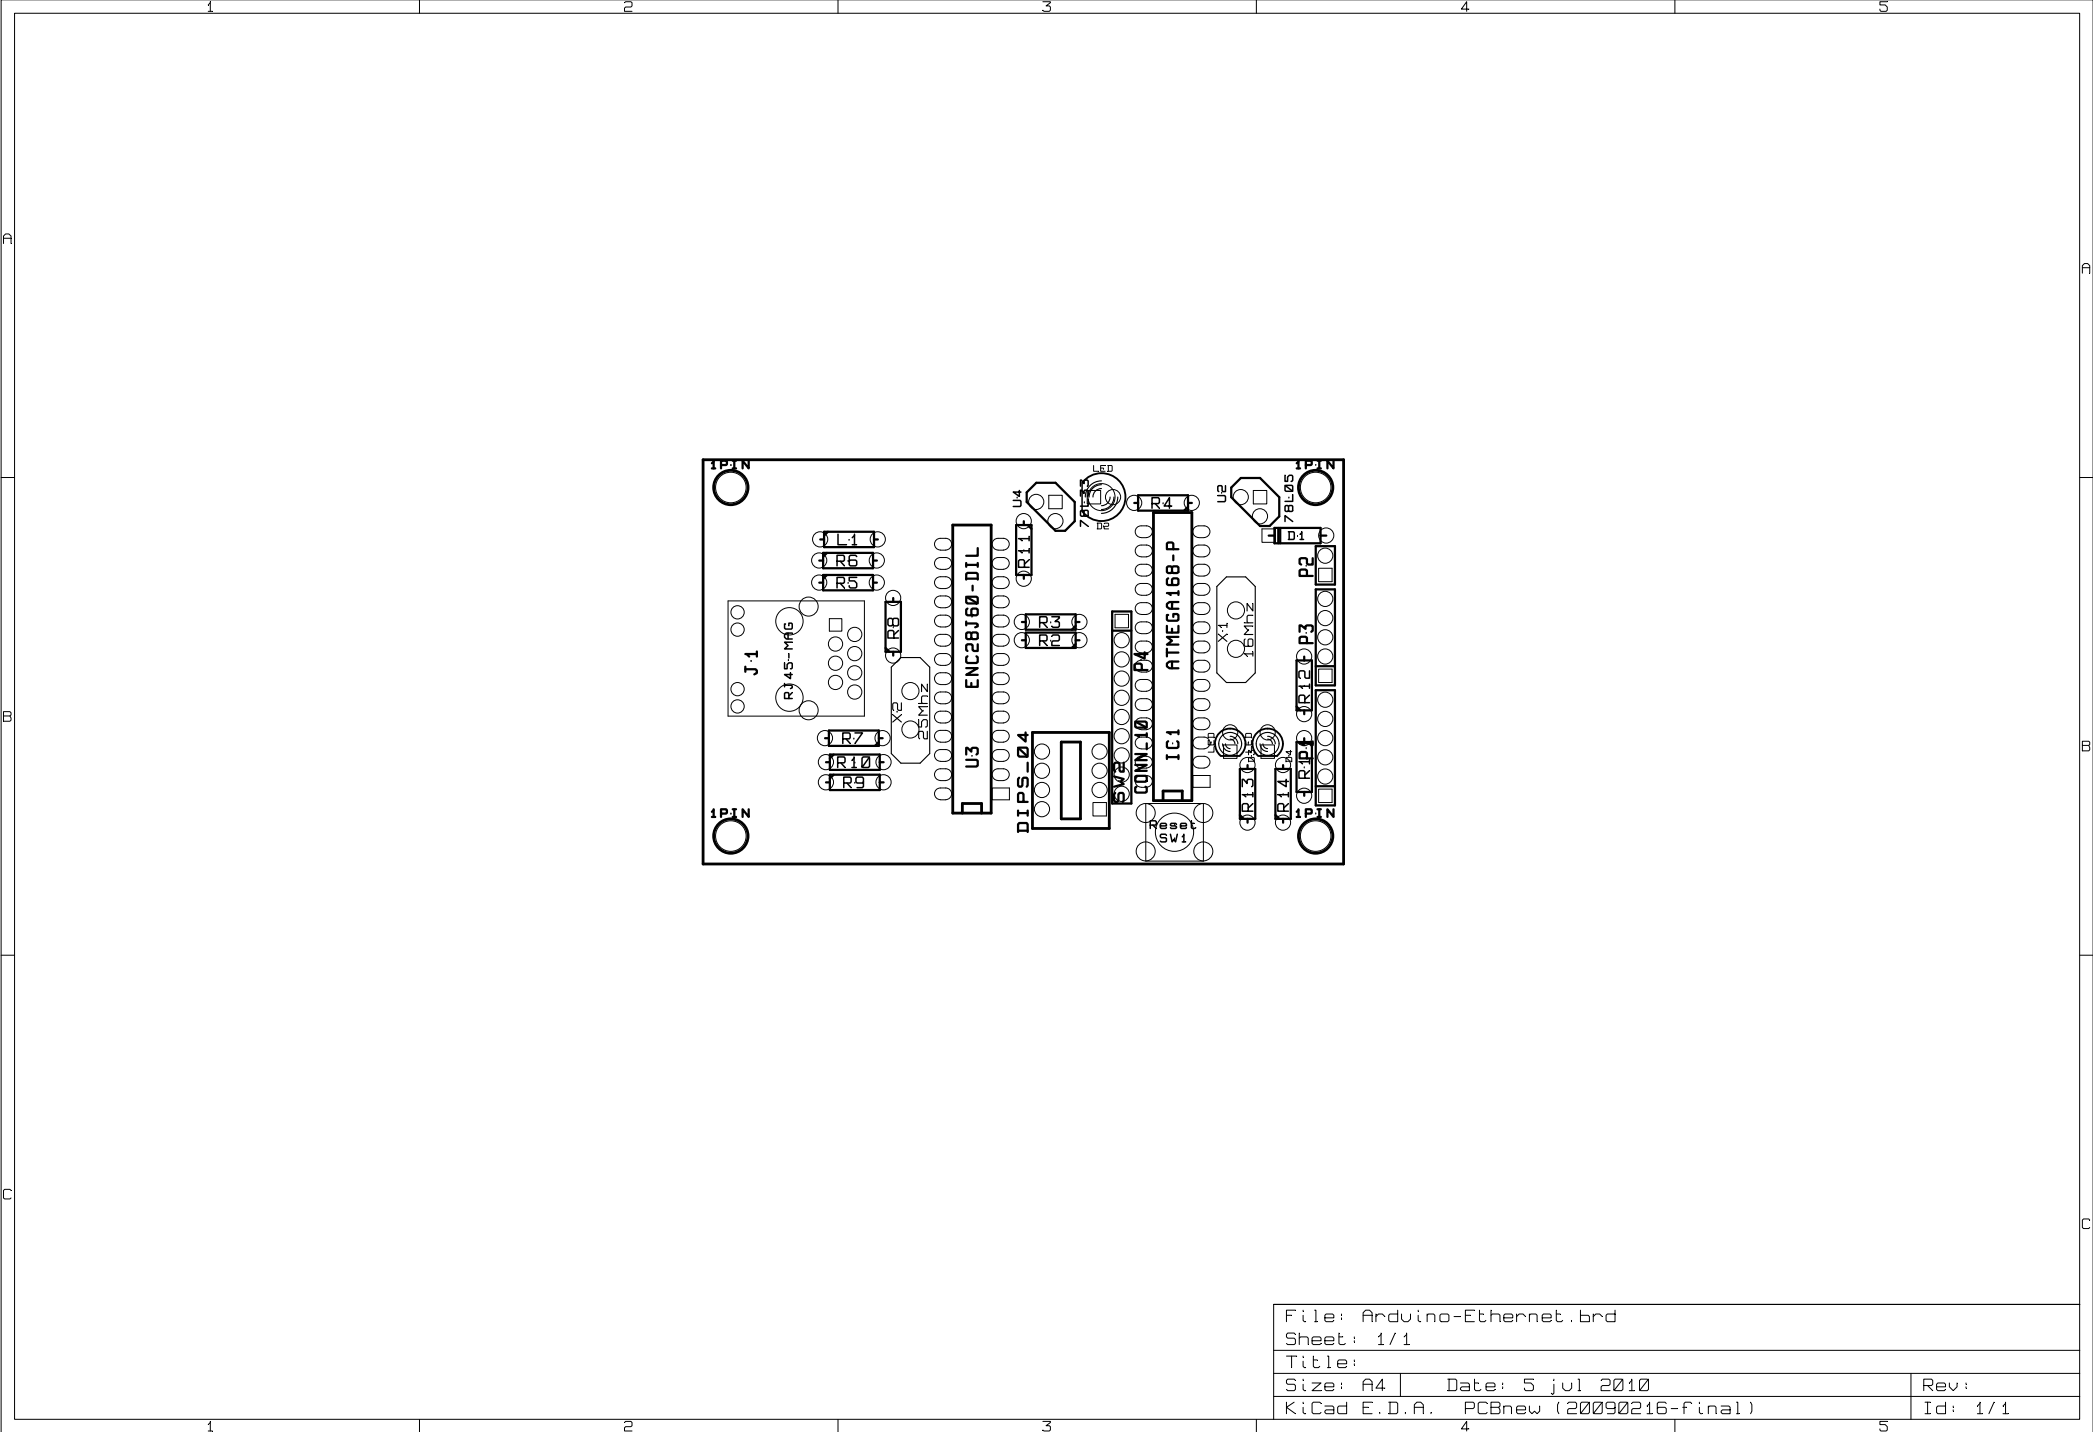 1 2 3 4 5
A A
1PIN 1PIN
LED
U4 78L33 D2
R4
U2 78L05
L1
R6
R5
R11
D1
P2
ENC28J60-DIL
U3
ATMEGA168-P
IC1
R8
R3
R2
J1
RJ45-MAG
X2
25Mhz
P4
CONN_10
X1
16Mhz
P3
R12
B B
R7
R10
R9
DIPS_04
SW2
LED LED
D4
R13
R14
P1
1PIN 1PIN
Reset
SW1
C C
File: Arduino-Ethernet.brd
Sheet: 1/1
Title:
Size: A4 Date: 5 jul 2010 Rev:
KiCad E.D.A. PCBnew (20090216-final) Id: 1/1
1 2 3 4 5